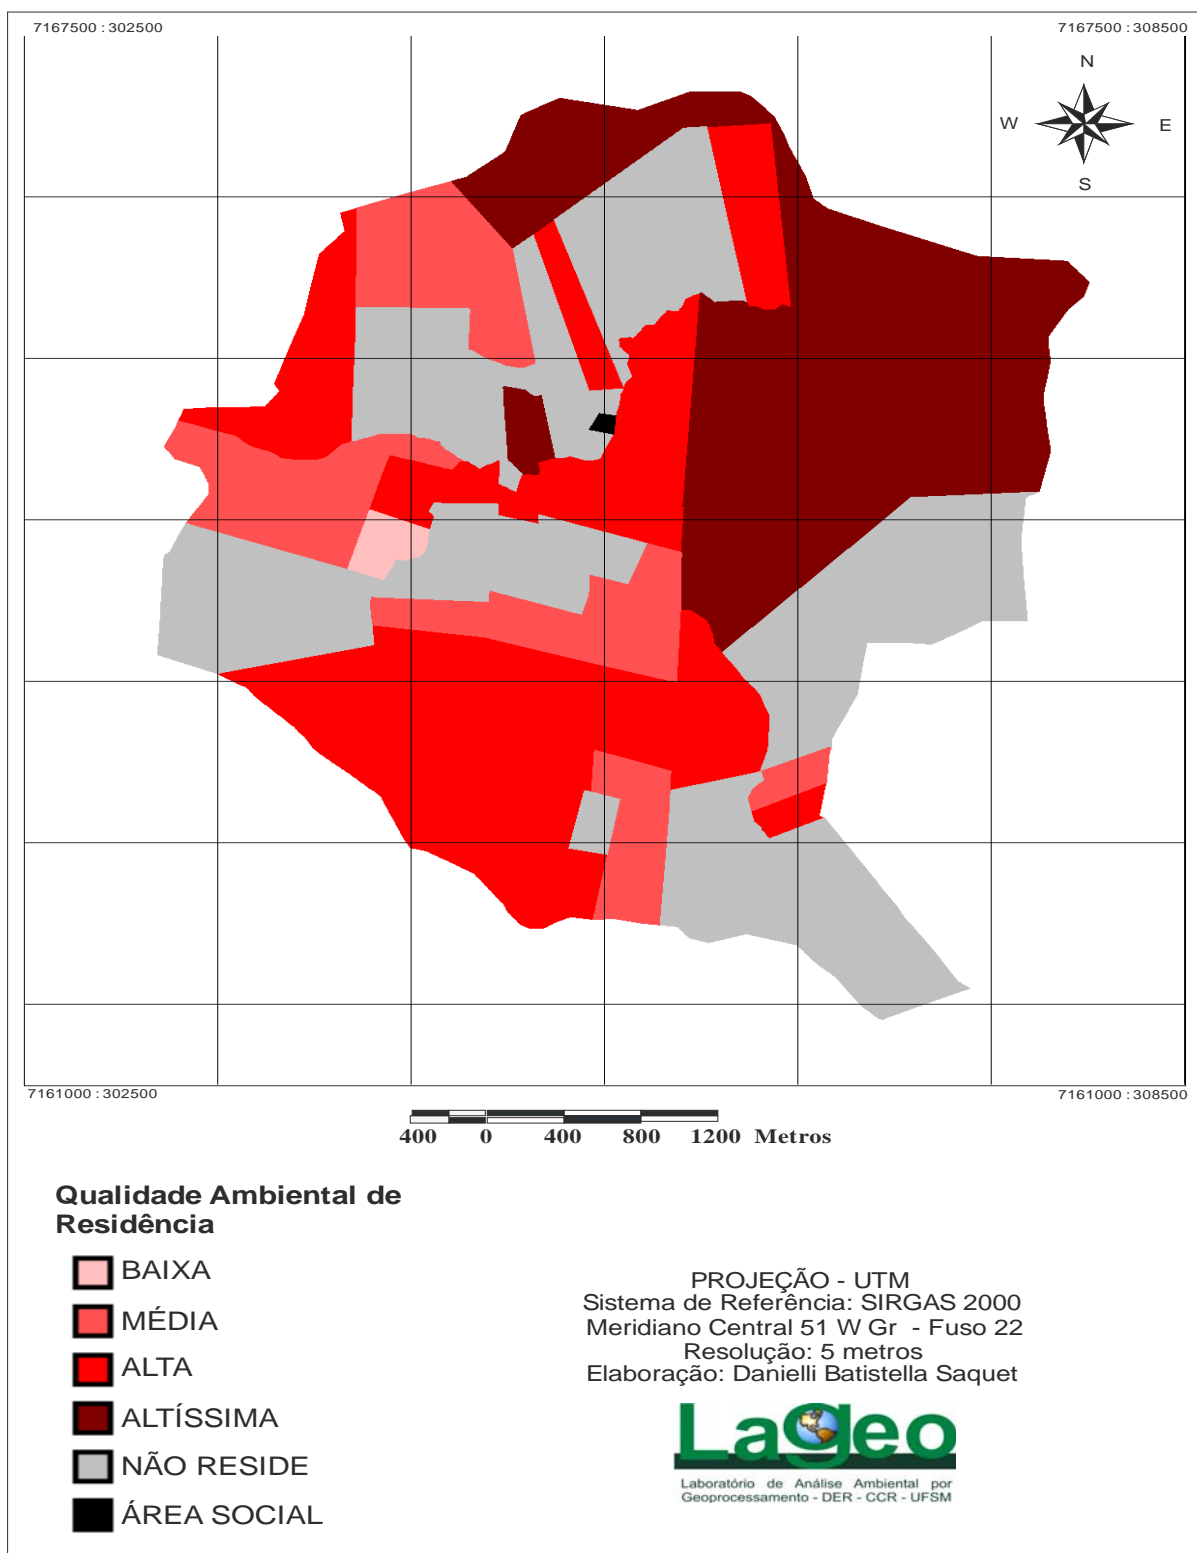 7167500 : 302500
7167500 : 308500
N
W
E
S
7161000 : 302500
7161000 : 308500
400 0 400 800 1200 Metros
Qualidade Ambiental de
Residência
BAIXA
MÉDIA
ALTA
ALTÍSSIMA
NÃO RESIDE
ÁREA SOCIAL
PROJEÇÃO - UTM
Sistema de Referência: SIRGAS 2000
Meridiano Central 51 W Gr - Fuso 22
Resolução: 5 metros
Elaboração: Danielli Batistella Saquet
Lageo
Laboratório de Análise Ambiental por
Geoprocessamento - DER - CCR - UFSM